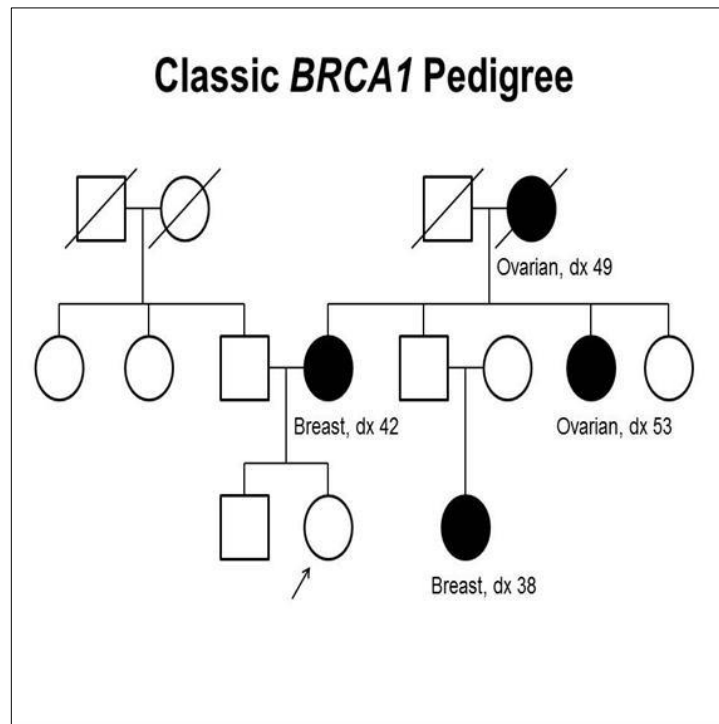 Classic BRCA1 Pedigree
Ovarian, dx 49
Breast, dx 42
Ovarian, dx 53
Breast, dx 38